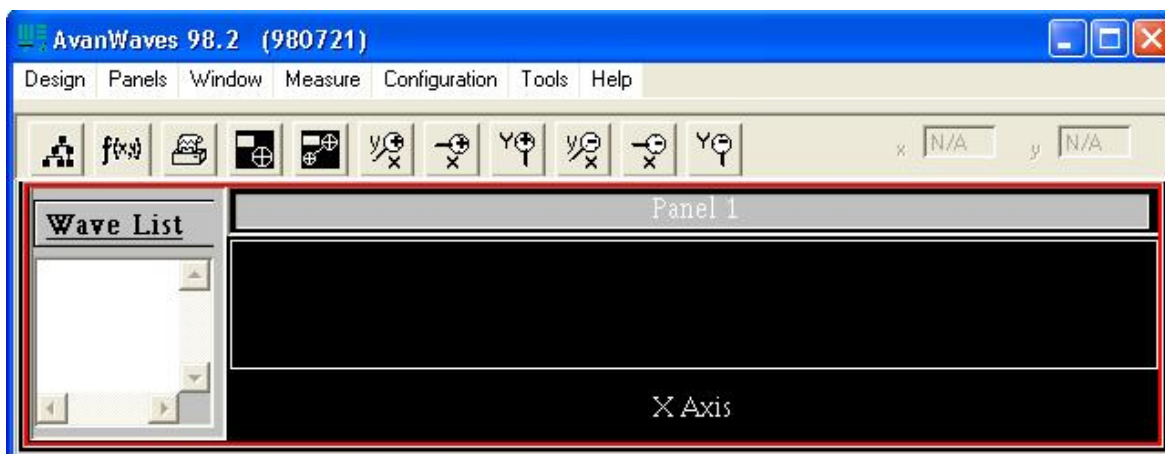 AvanWaves 98.2 (980721)
Design Panels Window Measure Configuration Tools Help
f(x,y) y x x Y y x x Y x N/A y N/A
Wave List
Panel 1
X Axis